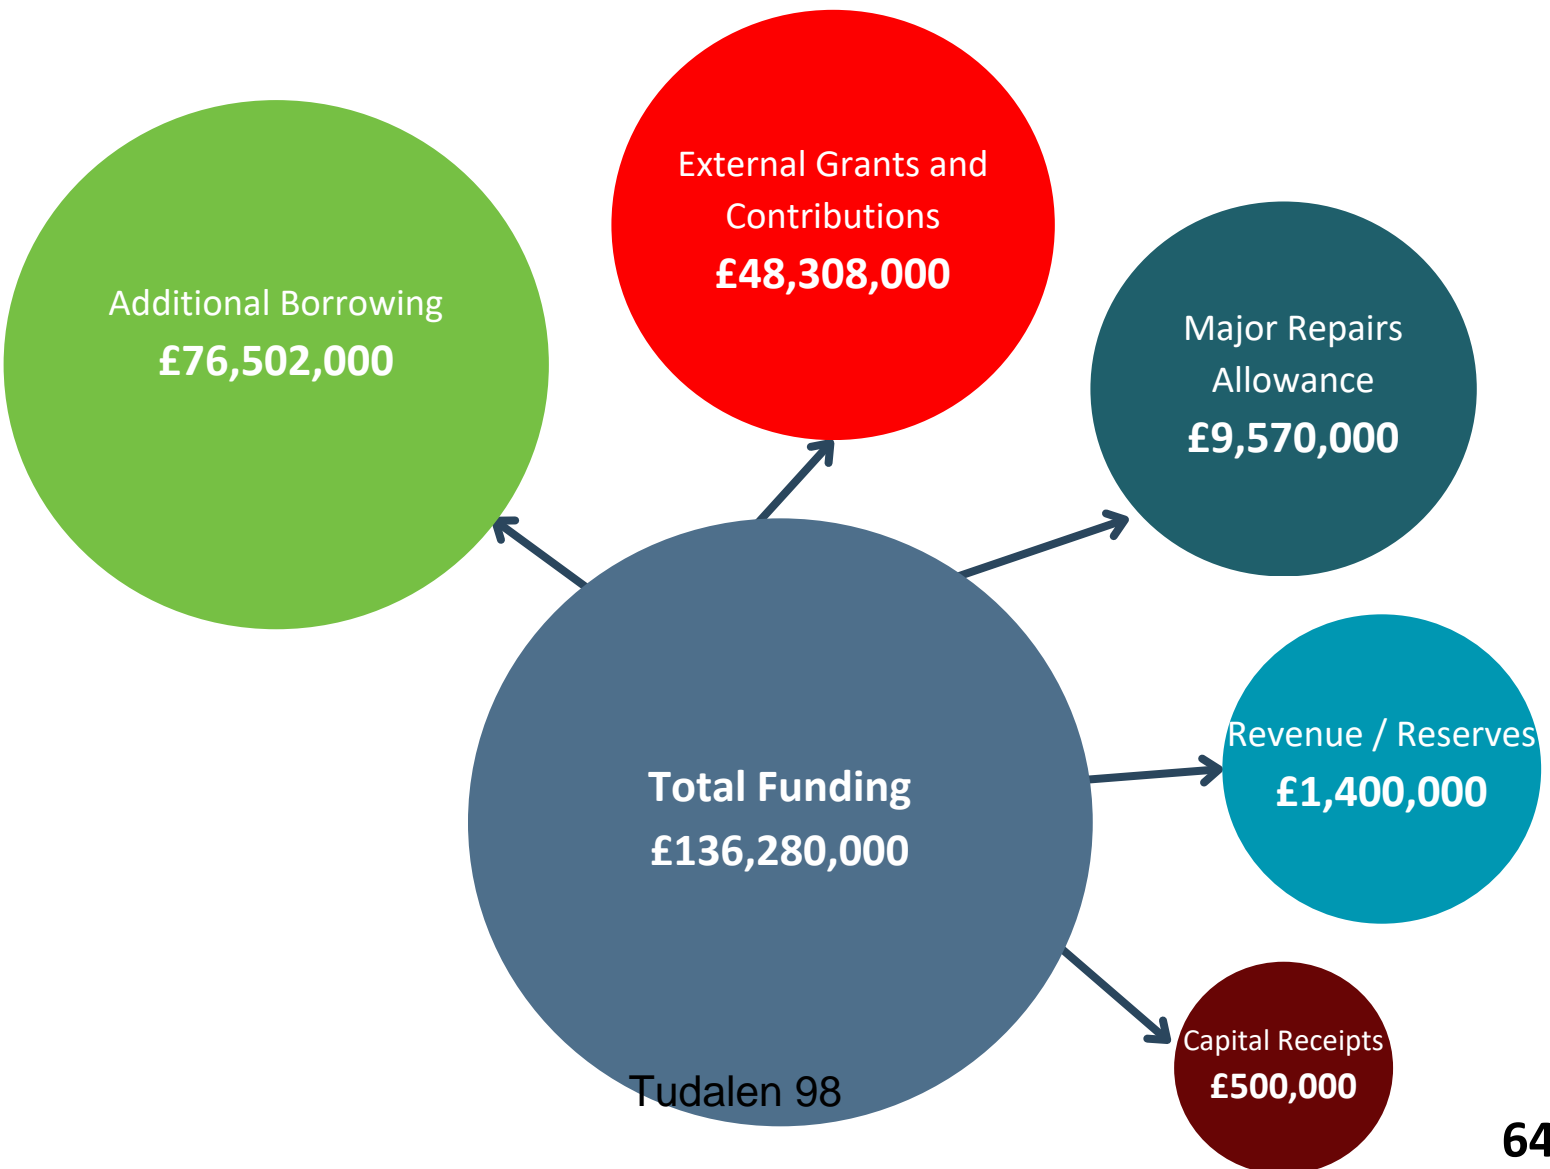 External Grants and
Contributions
£48,308,000
Additional Borrowing
£76,502,000
Major Repairs
Allowance
£9,570,000
Revenue / Reserves
£1,400,000
Total Funding
£136,280,000
Capital Receipts
£500,000
Tudalen 98
64